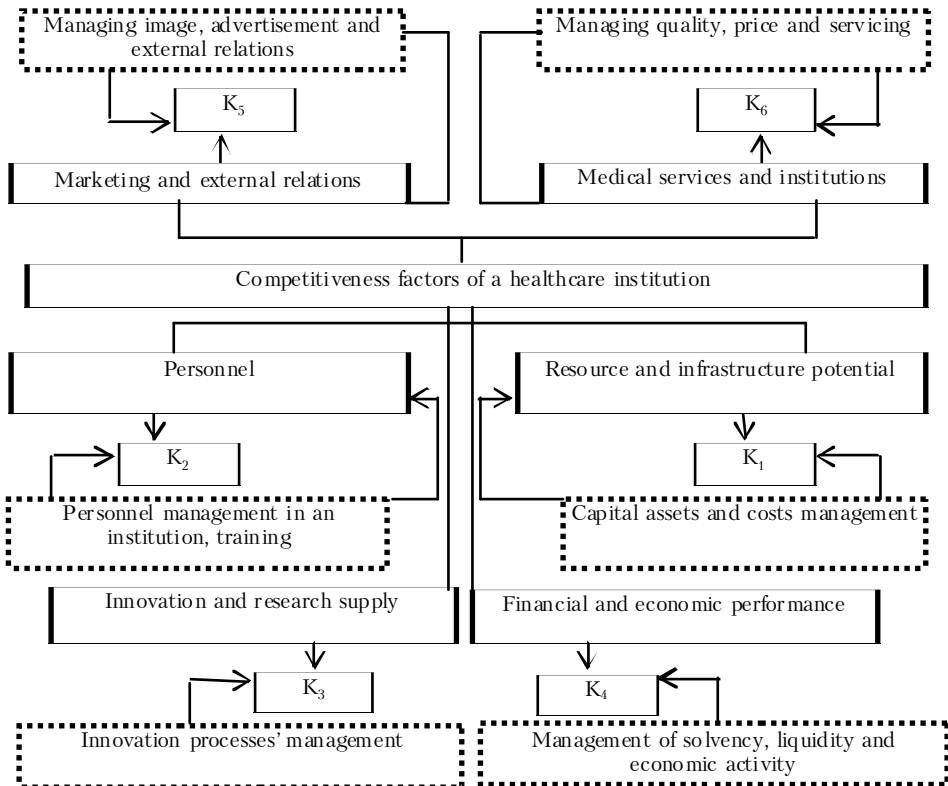 Managing image, advertisement and
external relations
Managing quality, price and servicing
K₅
K₆
Marketing and external relations
Medical services and institutions
Competitiveness factors of a healthcare institution
Personnel
Resource and infrastructure potential
K₂
K₁
Personnel management in an
institution, training
Capital assets and costs management
Innovation and research supply
Financial and economic performance
K₃
K₄
Innovation processes’ management
Management of solvency, liquidity and
economic activity